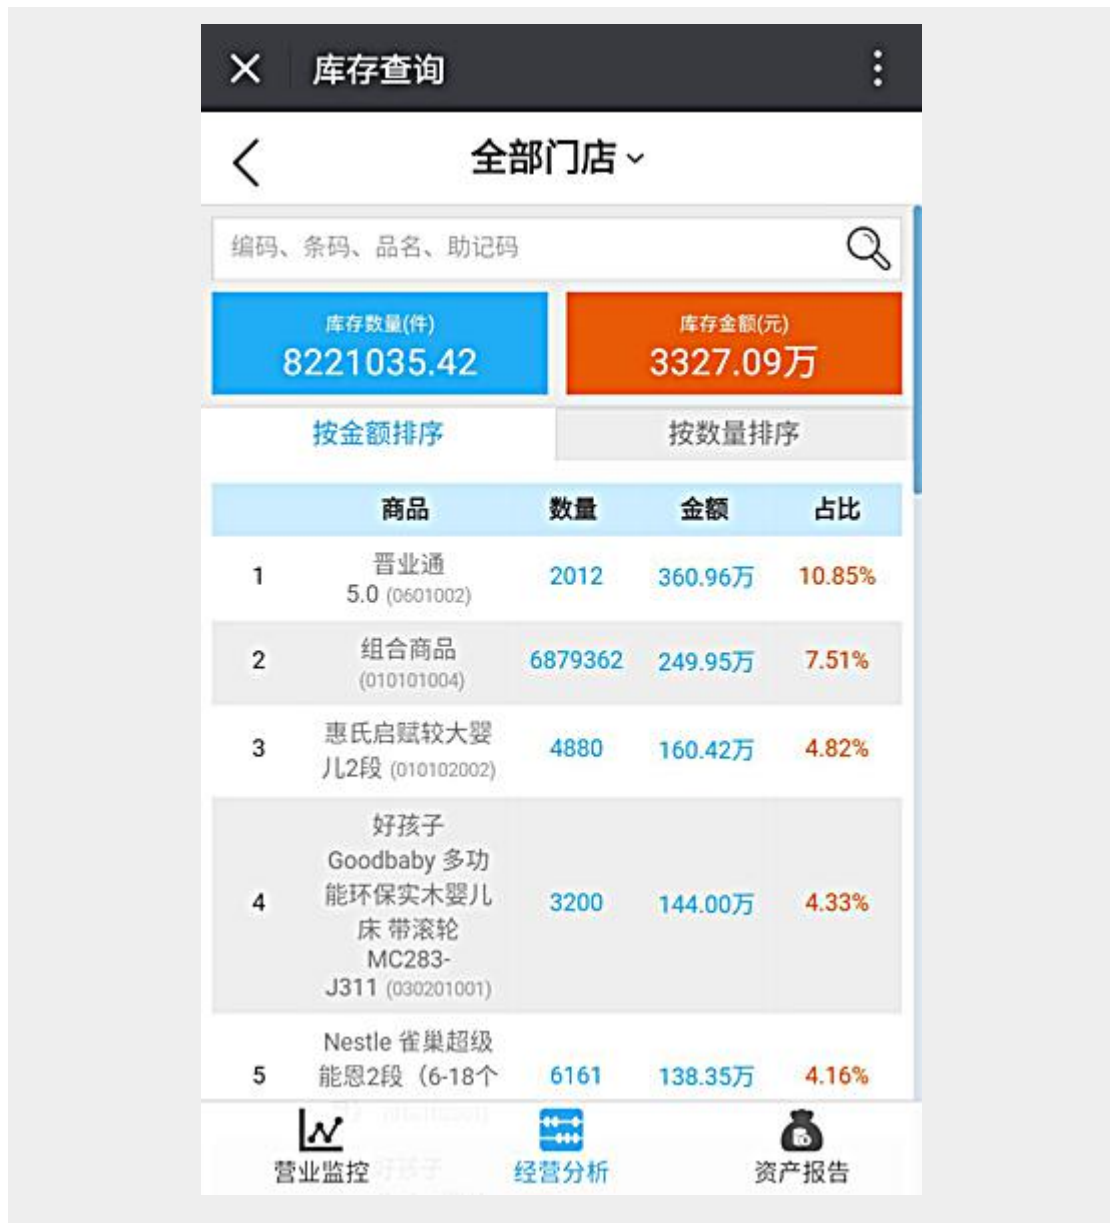 库存查询
全部门店
编码、条码、品名、助记码
库存数量(件)
8221035.42
库存金额(元)
3327.09万
按金额排序
按数量排序
商品 数量 金额 占比
1 晋业通
5.0 (0601002) 2012 360.96万 10.85%
2 组合商品
(010101004) 6879362 249.95万 7.51%
3 惠氏启赋较大婴
儿2段 (010102002) 4880 160.42万 4.82%
4 好孩子
Goodbaby 多功
能环保实木婴儿
床 带滚轮
MC283-
J311 (030201001) 3200 144.00万 4.33%
5 Nestle 雀巢超级
能恩2段（6-18个 6161 138.35万 4.16%
营业监控
经营分析
资产报告